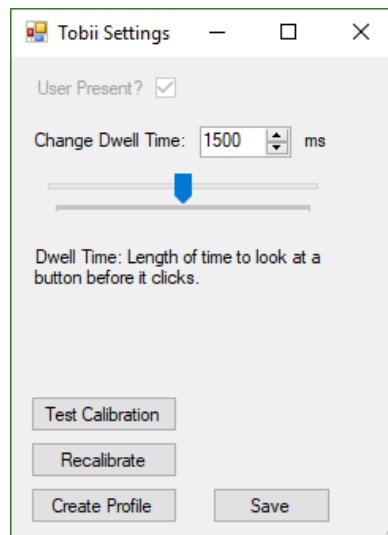 Tobii Settings
User Present?
Change Dwell Time: 1500 ms
Dwell Time: Length of time to look at a
button before it clicks.
Test Calibration
Recalibrate
Create Profile Save